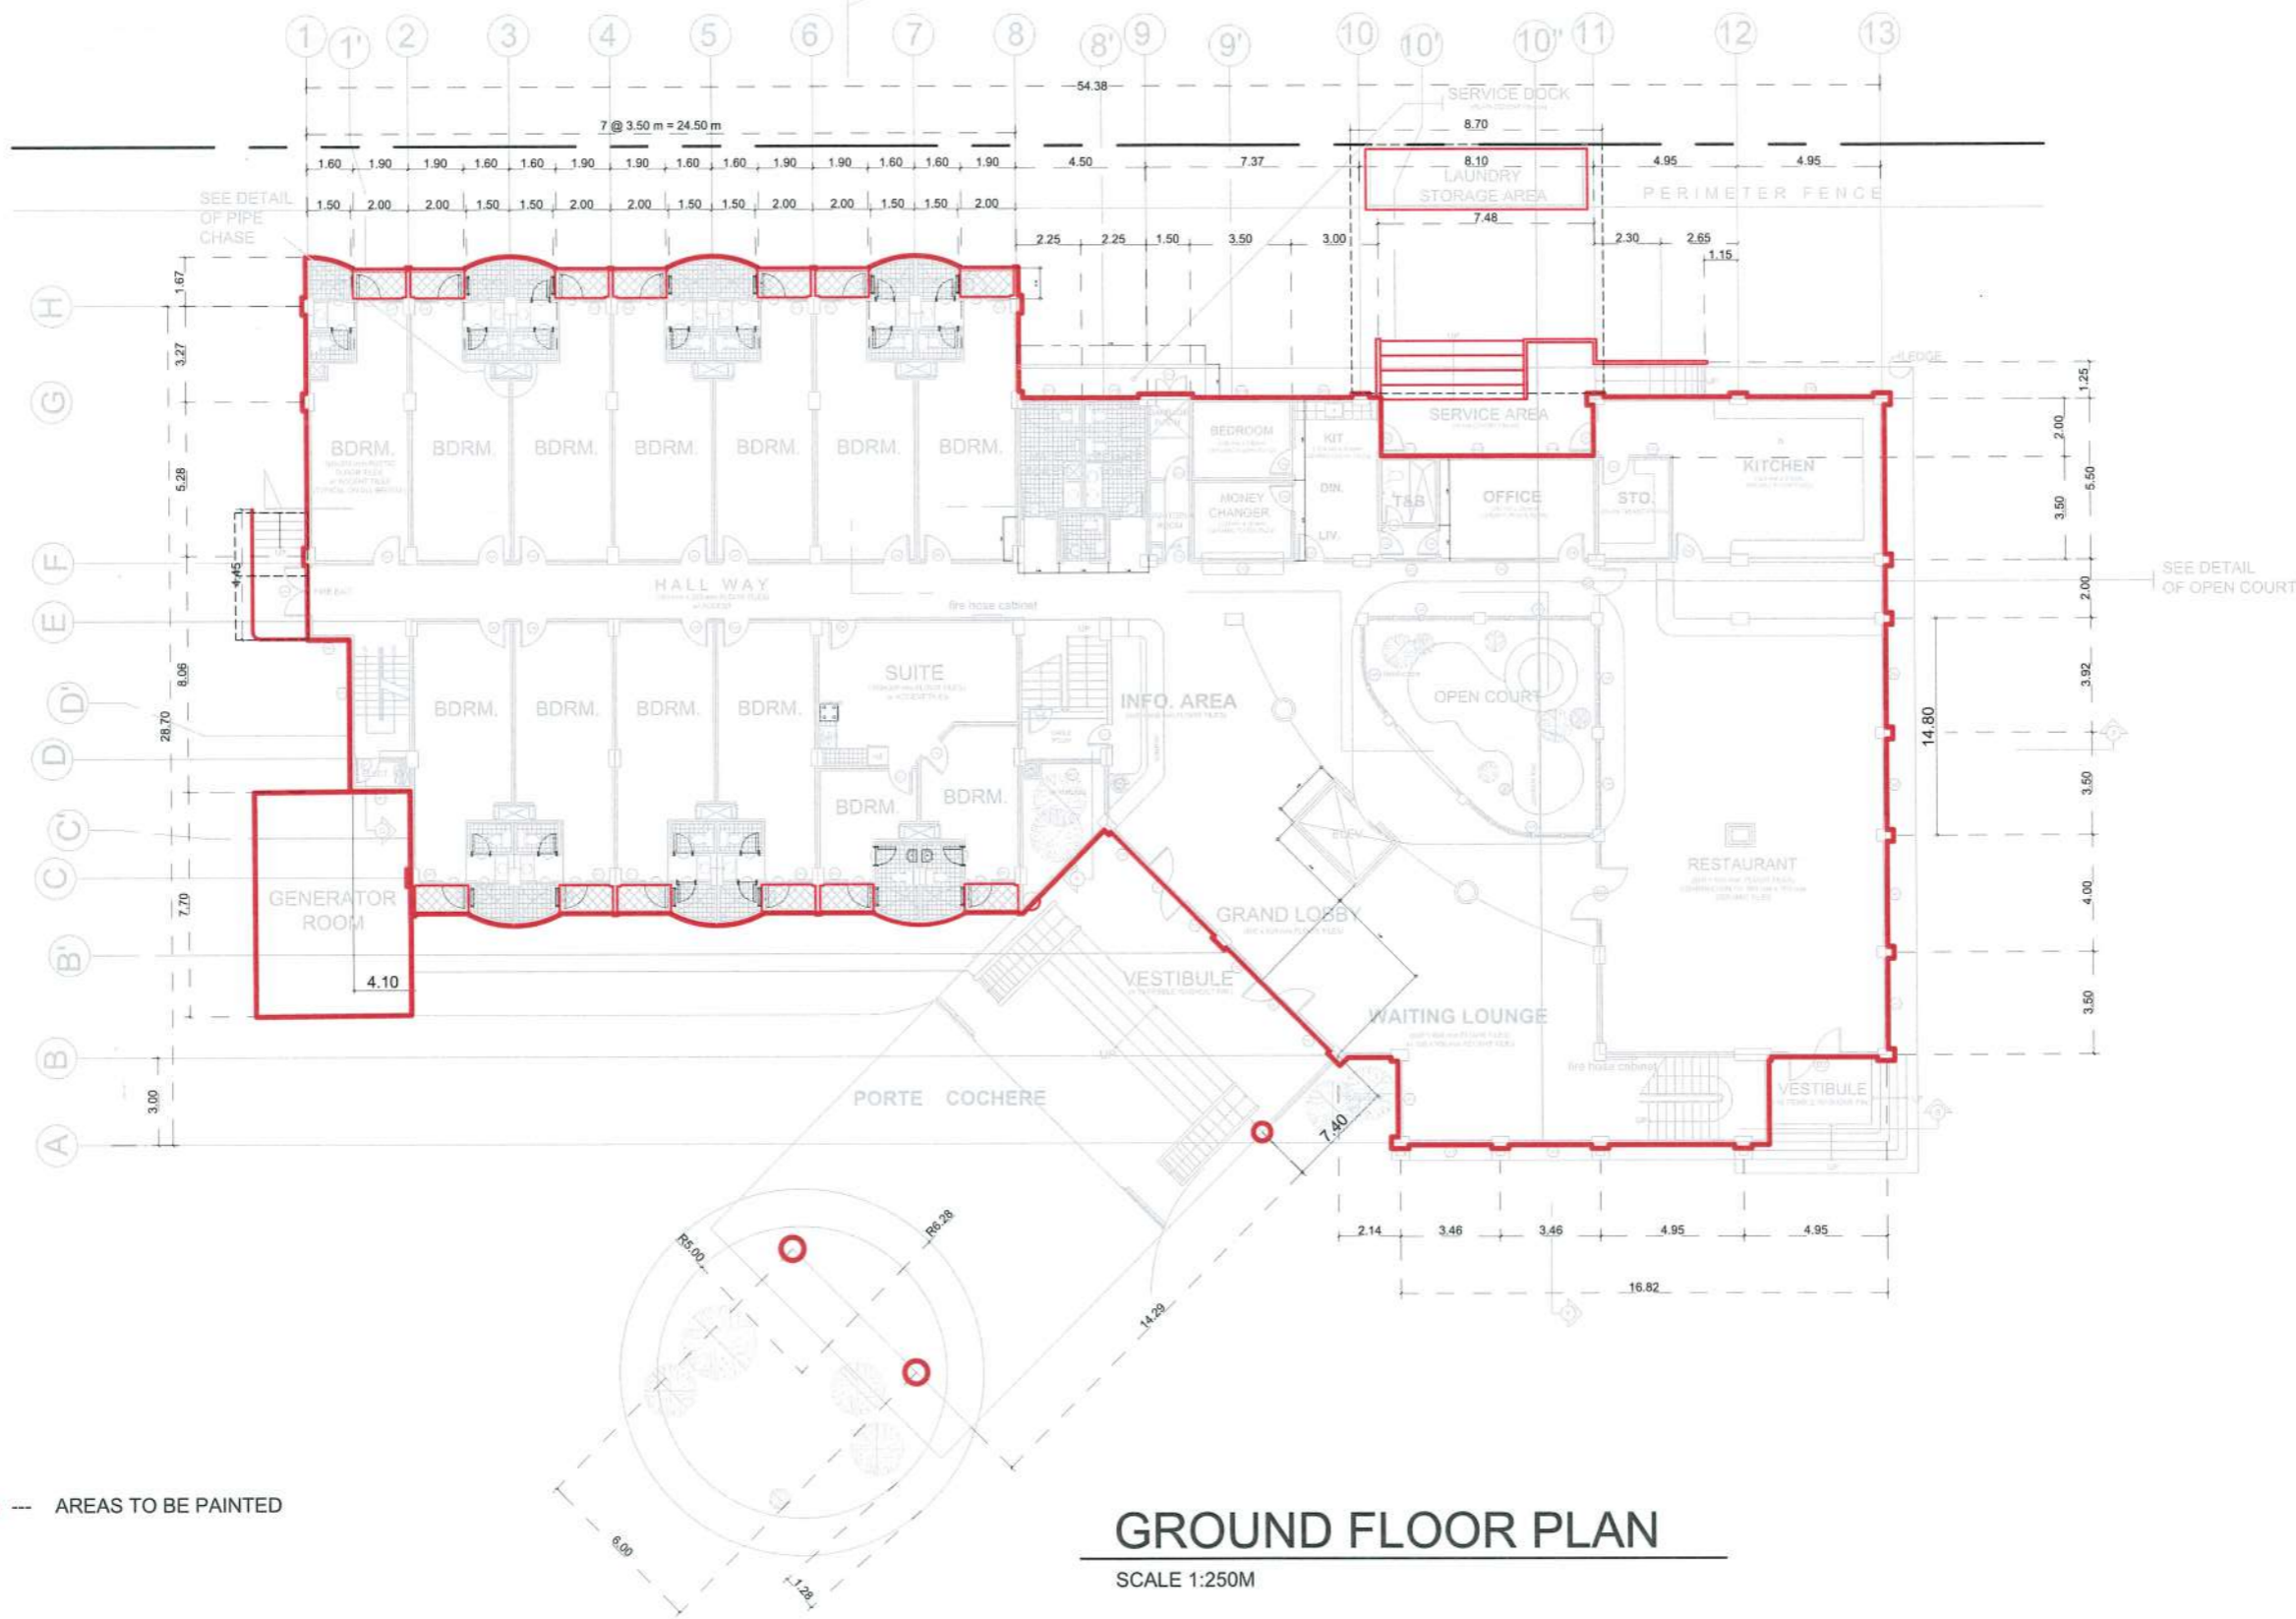 1 1' 2 3 4 5 6 7 8 8' 9 9' 10 10' 10" 11 12 13
54.38
SERVICE DOCK
7 @ 3.50 m = 24.50 m
8.70
1.60 1.90 1.90 1.60 1.60 1.90 1.90 1.60 1.60 1.90 1.90 1.60 1.60 1.90 4.50 7.37 8.10 4.95 4.95
LAUNDRY
STORAGE AREA
PERIMETER FENCE
SEE DETAIL
OF PIPE
CHASE
1.50 2.00 2.00 1.50 1.50 2.00 2.00 1.50 1.50 2.00 2.00 1.50 1.50 2.00
7.48
2.25 2.25 1.50 3.50 3.00 2.30 2.65
1.15
1.67
H
3.27
UP
LEDGE
1.25
G
SERVICE AREA
2.00
BDRM. BDRM. BDRM. BDRM. BDRM. BDRM. BDRM.
BEDROOM
KIT
KITCHEN
5.28
5.50
DIN.
MONEY
CHANGER
T&B
OFFICE
STO.
3.50
LIV.
F
4.45
FIRE EXIT
HALL WAY
fire hose cabinet
SEE DETAIL
OF OPEN COURT
2.00
E
UP
8.06
SUITE
3.92
D'
BDRM. BDRM. BDRM. BDRM.
INFO. AREA
OPEN COURT
28.70
14.80
D
3.50
BDRM. BDRM.
C'
ELEV.
RESTAURANT
C
GENERATOR
ROOM
7.70
4.00
GRAND LOBBY
B'
4.10
VESTIBULE
3.50
WAITING LOUNGE
B
UP
fire hose cabinet
3.00
PORTE COCHERE
VESTIBULE
UP
7.40
A
UP
R5.00
R6.28
2.14 3.46 3.46 4.95 4.95
16.82
14.29
6.00
1.28
--- AREAS TO BE PAINTED
GROUND FLOOR PLAN
SCALE 1:250M